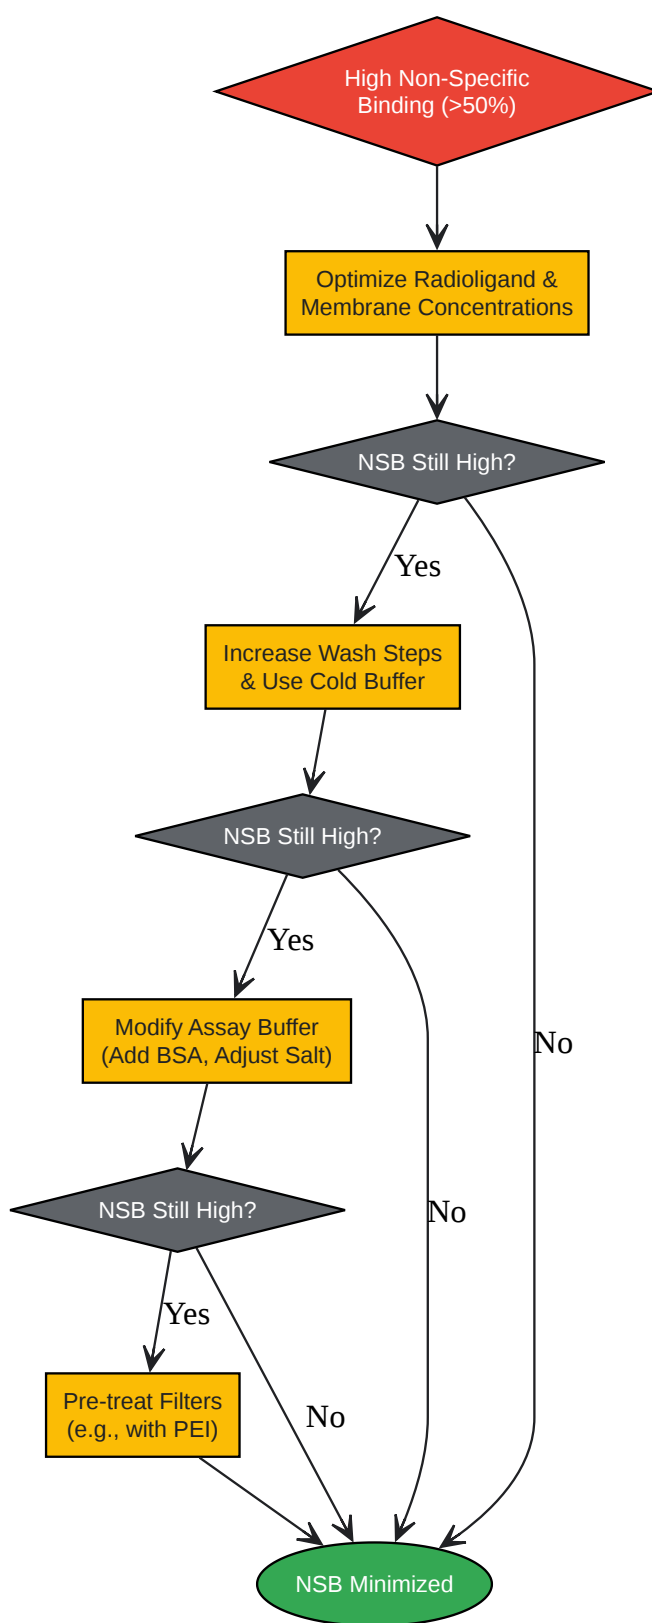 High Non-Specific
Binding (>50%)
Optimize Radioligand &
Membrane Concentrations
NSB Still High?
Yes
Increase Wash Steps
& Use Cold Buffer
NSB Still High?
Yes
Modify Assay Buffer
(Add BSA, Adjust Salt)
No
NSB Still High?
No
Yes
Pre-treat Filters
(e.g., with PEI)
No
NSB Minimized